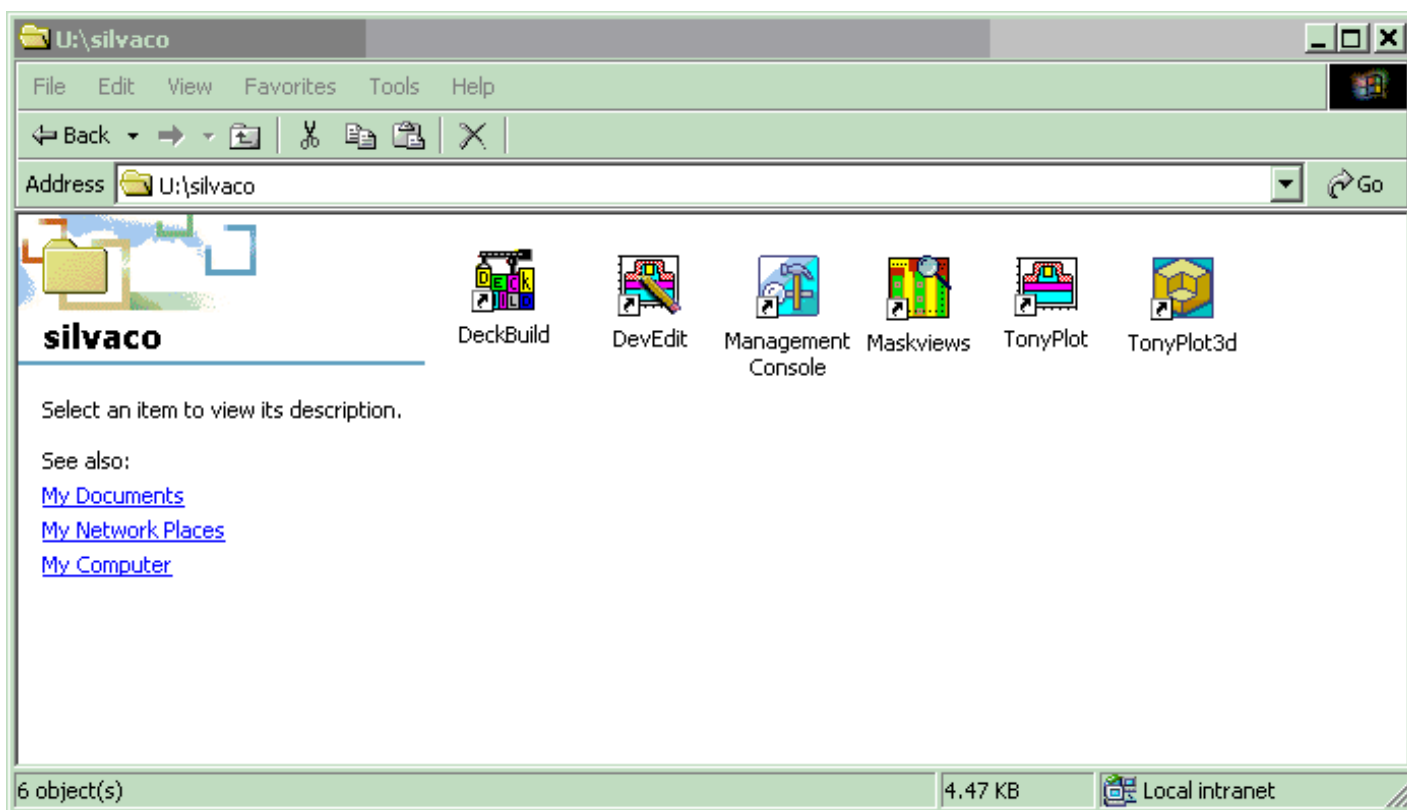 U:\silvaco
File Edit View Favorites Tools Help
Back
Address U:\silvaco Go
silvaco
Select an item to view its description.
See also:
My Documents
My Network Places
My Computer
DECK
BUILD
DeckBuild
DevEdit
Management
Console
Maskviews
TonyPlot
TonyPlot3d
6 object(s) 4.47 KB Local intranet